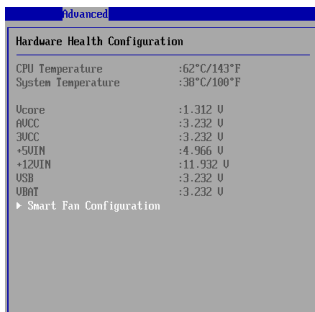 Advanced
Hardware Health Configuration
CPU Temperature :62°C/143°F
System Temperature :38°C/100°F
Vcore :1.312 V
AVCC :3.232 V
3VCC :3.232 V
+5VIN :4.966 V
+12VIN :11.932 V
VSB :3.232 V
VBAT :3.232 V
▶ Smart Fan Configuration